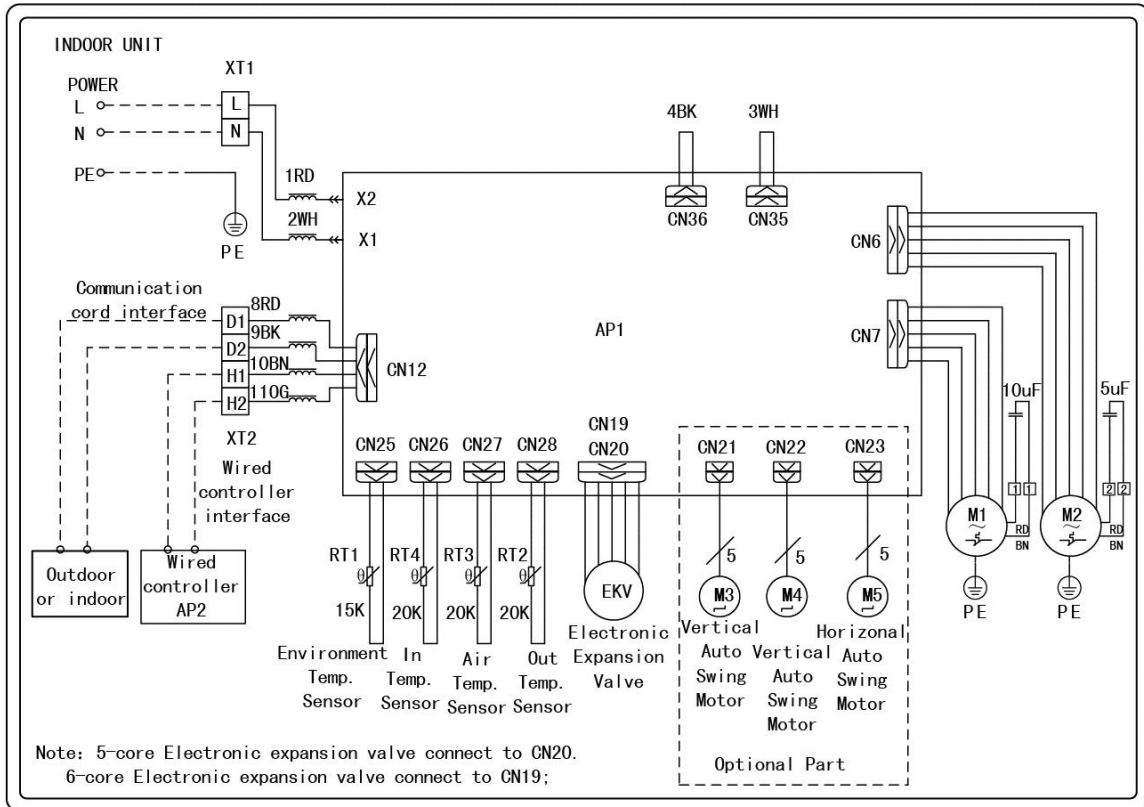 INDOOR UNIT
POWER
L
N
PE
PE
XT1
L
N
1RD
2WH
X2
X1
4BK
3WH
CN36
CN35
CN6
CN7
AP1
Communication
cord interface
8RD
9BK
10BN
11OG
D1
D2
H1
H2
CN12
XT2
Wired
controller
interface
Outdoor
or indoor
Wired
controller
AP2
CN25
CN26
CN27
CN28
CN19
CN20
CN21
CN22
CN23
RT1
RT4
RT3
RT2
θ
θ
θ
θ
15K
20K
20K
20K
EKV
5
5
5
M3
M4
M5
Environment
Temp.
Sensor
In
Temp.
Sensor
Air
Temp.
Sensor
Out
Temp.
Sensor
Electronic
Expansion
Valve
Vertical
Auto
Swing
Motor
Vertical
Auto
Swing
Motor
Horizonal
Auto
Swing
Motor
Optional Part
10uF
5uF
1
1
2
2
M1
~
M2
~
RD
BN
RD
BN
PE
PE
Note: 5-core Electronic expansion valve connect to CN20.
6-core Electronic expansion valve connect to CN19;